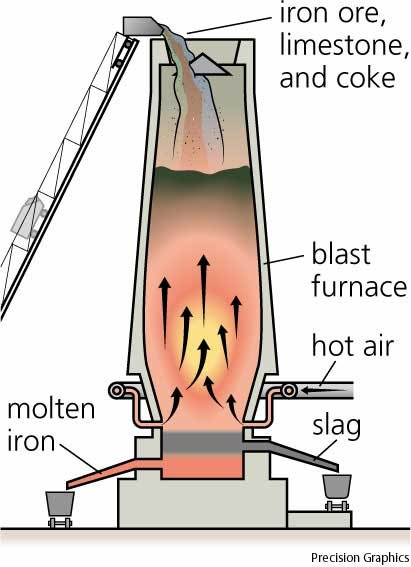 iron ore,
limestone,
and coke
blast
furnace
hot air
molten
iron
slag
Precision Graphics